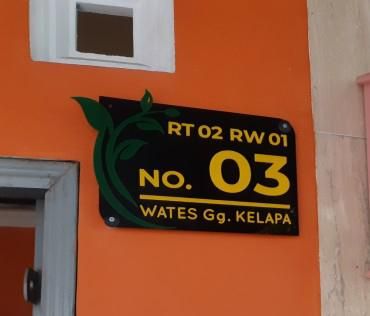 RT 02 RW 01
NO. 03
WATES Gg. KELAPA